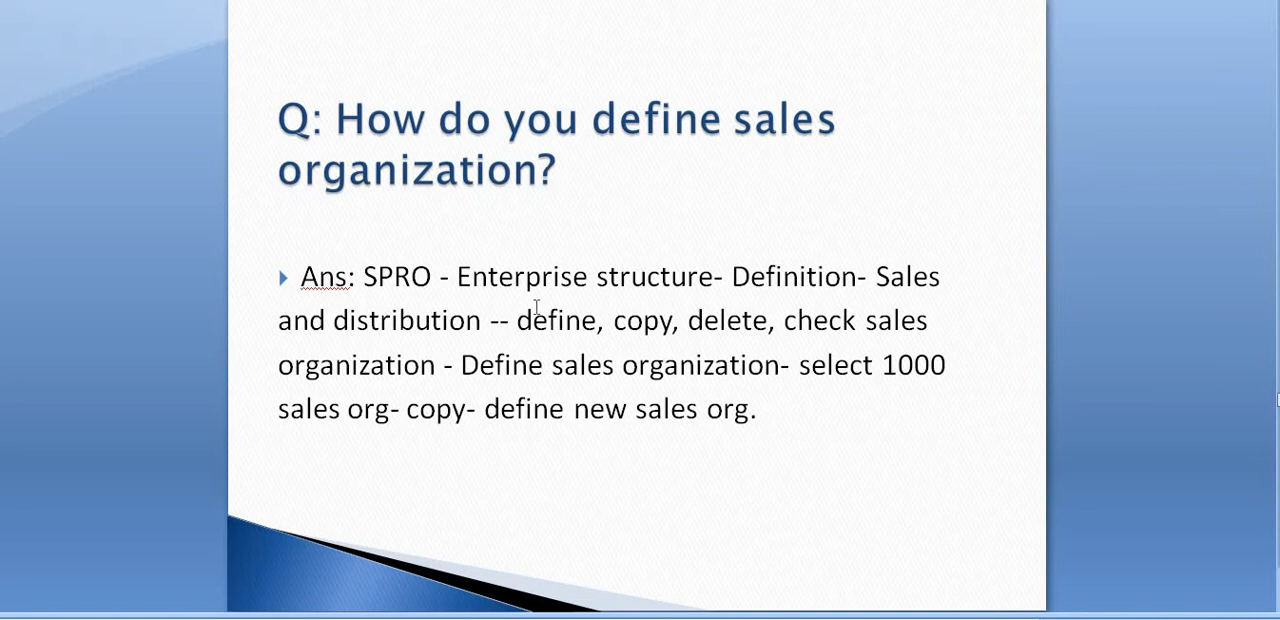 Q: How do you define sales
organization?
Ans: SPRO - Enterprise structure- Definition- Sales
and distribution -- define, copy, delete, check sales
organization - Define sales organization- select 1000
sales org- copy- define new sales org.